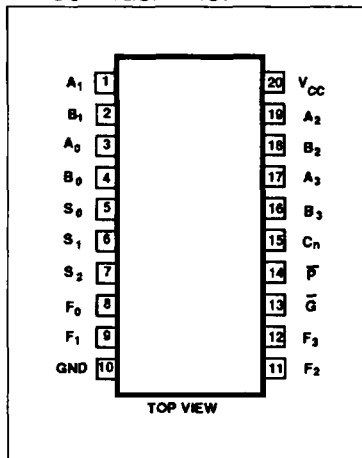 A₁ 1 20 V_CC
B₁ 2 19 A₂
A₀ 3 18 B₂
B₀ 4 17 A₃
S₀ 5 16 B₃
S₁ 6 15 Cn
S₂ 7 14 P̅
F₀ 8 13 G̅
F₁ 9 12 F₃
GND 10 11 F₂
TOP VIEW